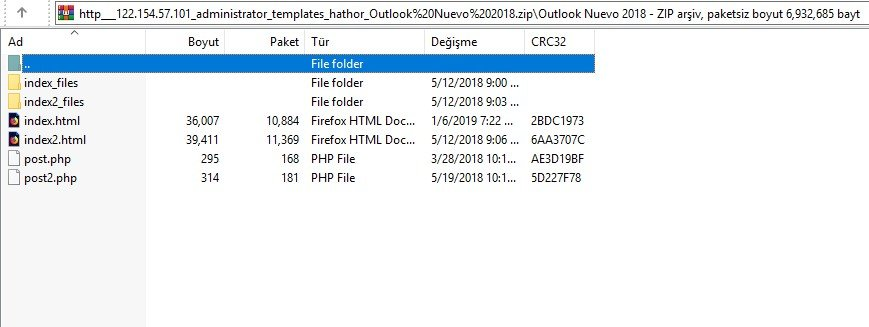 http___122.154.57.101_administrator_templates_hathor_Outlook%20Nuevo%202018.zip\Outlook Nuevo 2018 - ZIP arşiv, paketsiz boyut 6,932,685 bayt
Ad Boyut Paket Tür Değişme CRC32
.. File folder
index_files File folder 5/12/2018 9:00 ...
index2_files File folder 5/12/2018 9:03 ...
index.html 36,007 10,884 Firefox HTML Doc... 1/6/2019 7:22 ... 2BDC1973
index2.html 39,411 11,369 Firefox HTML Doc... 5/12/2018 9:06 ... 6AA3707C
post.php 295 168 PHP File 3/28/2018 10:1... AE3D19BF
post2.php 314 181 PHP File 5/19/2018 10:1... 5D227F78